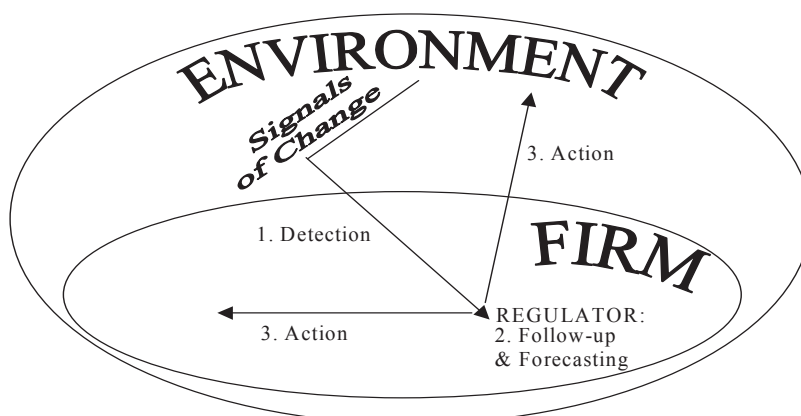 ENVIRONMENT
Signals
of Change
3. Action
1. Detection
FIRM
REGULATOR:
2. Follow-up
& Forecasting
3. Action